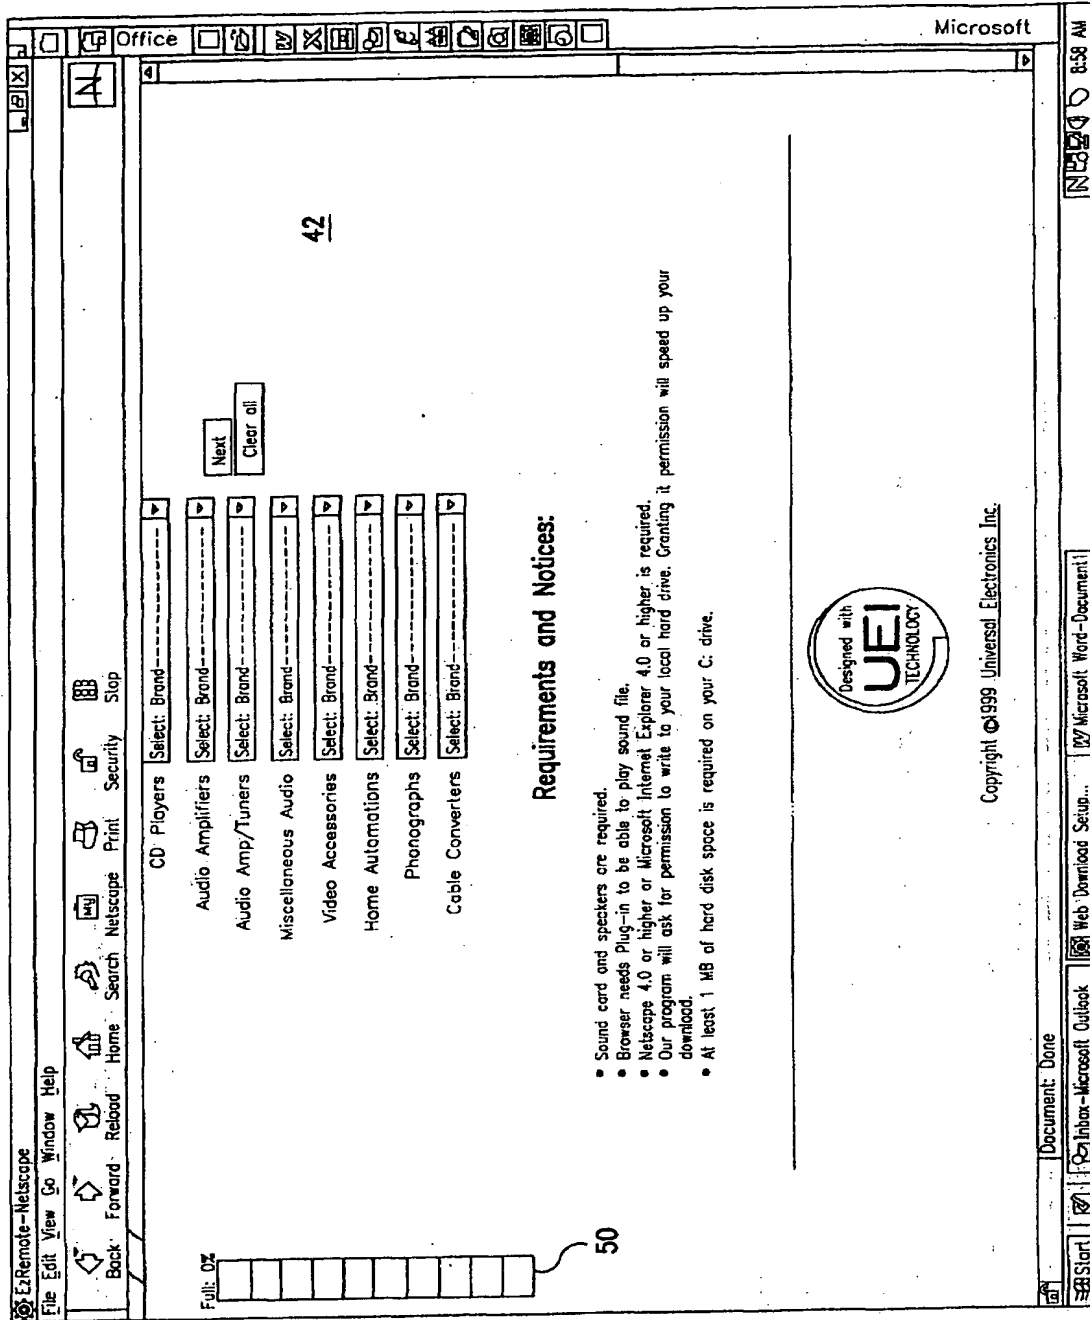 EzRemote-Netscape
File Edit View Go Window Help
Back Forward Reload Home Search Netscape Print Security Stop
My
N
Office
Microsoft
Full: 0%
50
42
CD Players Select: Brand
Audio Amplifiers Select: Brand
Audio Amp/Tuners Select: Brand
Miscellaneous Audio Select: Brand
Video Accessories Select: Brand
Home Automations Select: Brand
Phonographs Select: Brand
Cable Converters Select: Brand
Next
Clear all
Requirements and Notices:
• Sound card and speakers are required.
• Browser needs Plug-in to be able to play sound file.
• Netscape 4.0 or higher or Microsoft Internet Explorer 4.0 or higher is required.
• Our program will ask for permission to write to your local hard drive. Granting it permission will speed up your
download.
• At least 1 MB of hard disk space is required on your C: drive.
Designed with
UEI
TECHNOLOGY
Copyright ©1999 Universal Electronics Inc.
Document: Done
Start Inbox-Microsoft Outlook Web Download Setup... Microsoft Word-Document1 8:58 AM